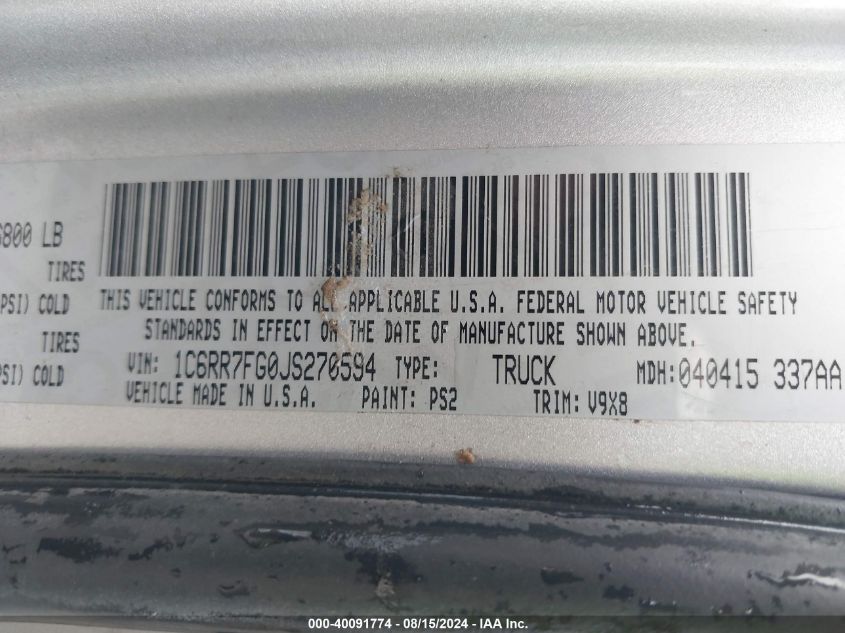 6800 LB
TIRES
PSI) COLD
TIRES
PSI) COLD
THIS VEHICLE CONFORMS TO ALL APPLICABLE U.S.A. FEDERAL MOTOR VEHICLE SAFETY
STANDARDS IN EFFECT ON THE DATE OF MANUFACTURE SHOWN ABOVE.
VIN: 1C6RR7FG0JS270594 TYPE: TRUCK MDH:040415 337AA
VEHICLE MADE IN U.S.A. PAINT: PS2 TRIM: V9X8
000-40091774 - 08/15/2024 - IAA Inc.